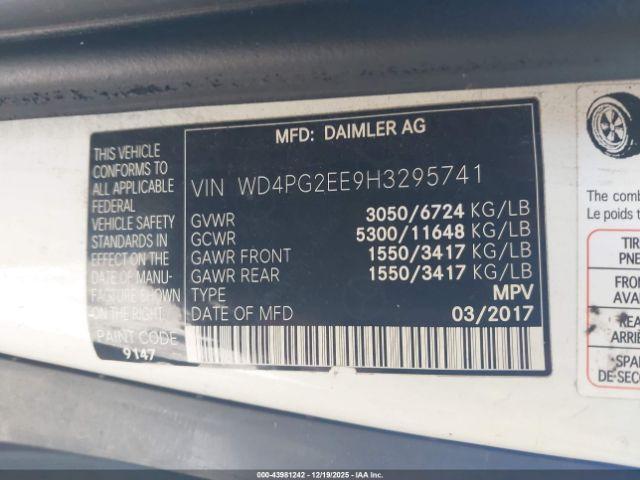 MFD: DAIMLER AG
THIS VEHICLE
CONFORMS TO
ALL APPLICABLE
FEDERAL
VEHICLE SAFETY
STANDARDS IN
EFFECT ON THE
DATE OF MANU-
FACTURE SHOWN
ON THE RIGHT.
PAINT CODE
9147
VIN WD4PG2EE9H3295741
GVWR 3050/6724 KG/LB
GCWR 5300/11648 KG/LB
GAWR FRONT 1550/3417 KG/LB
GAWR REAR 1550/3417 KG/LB
TYPE MPV
DATE OF MFD 03/2017
The comb
Le poids t
TIR
PNE
FRO
AVA
REA
ARRIÈ
SPA
DE SEC
00-43981242 - 12/19/2025 - IAAI, Inc.